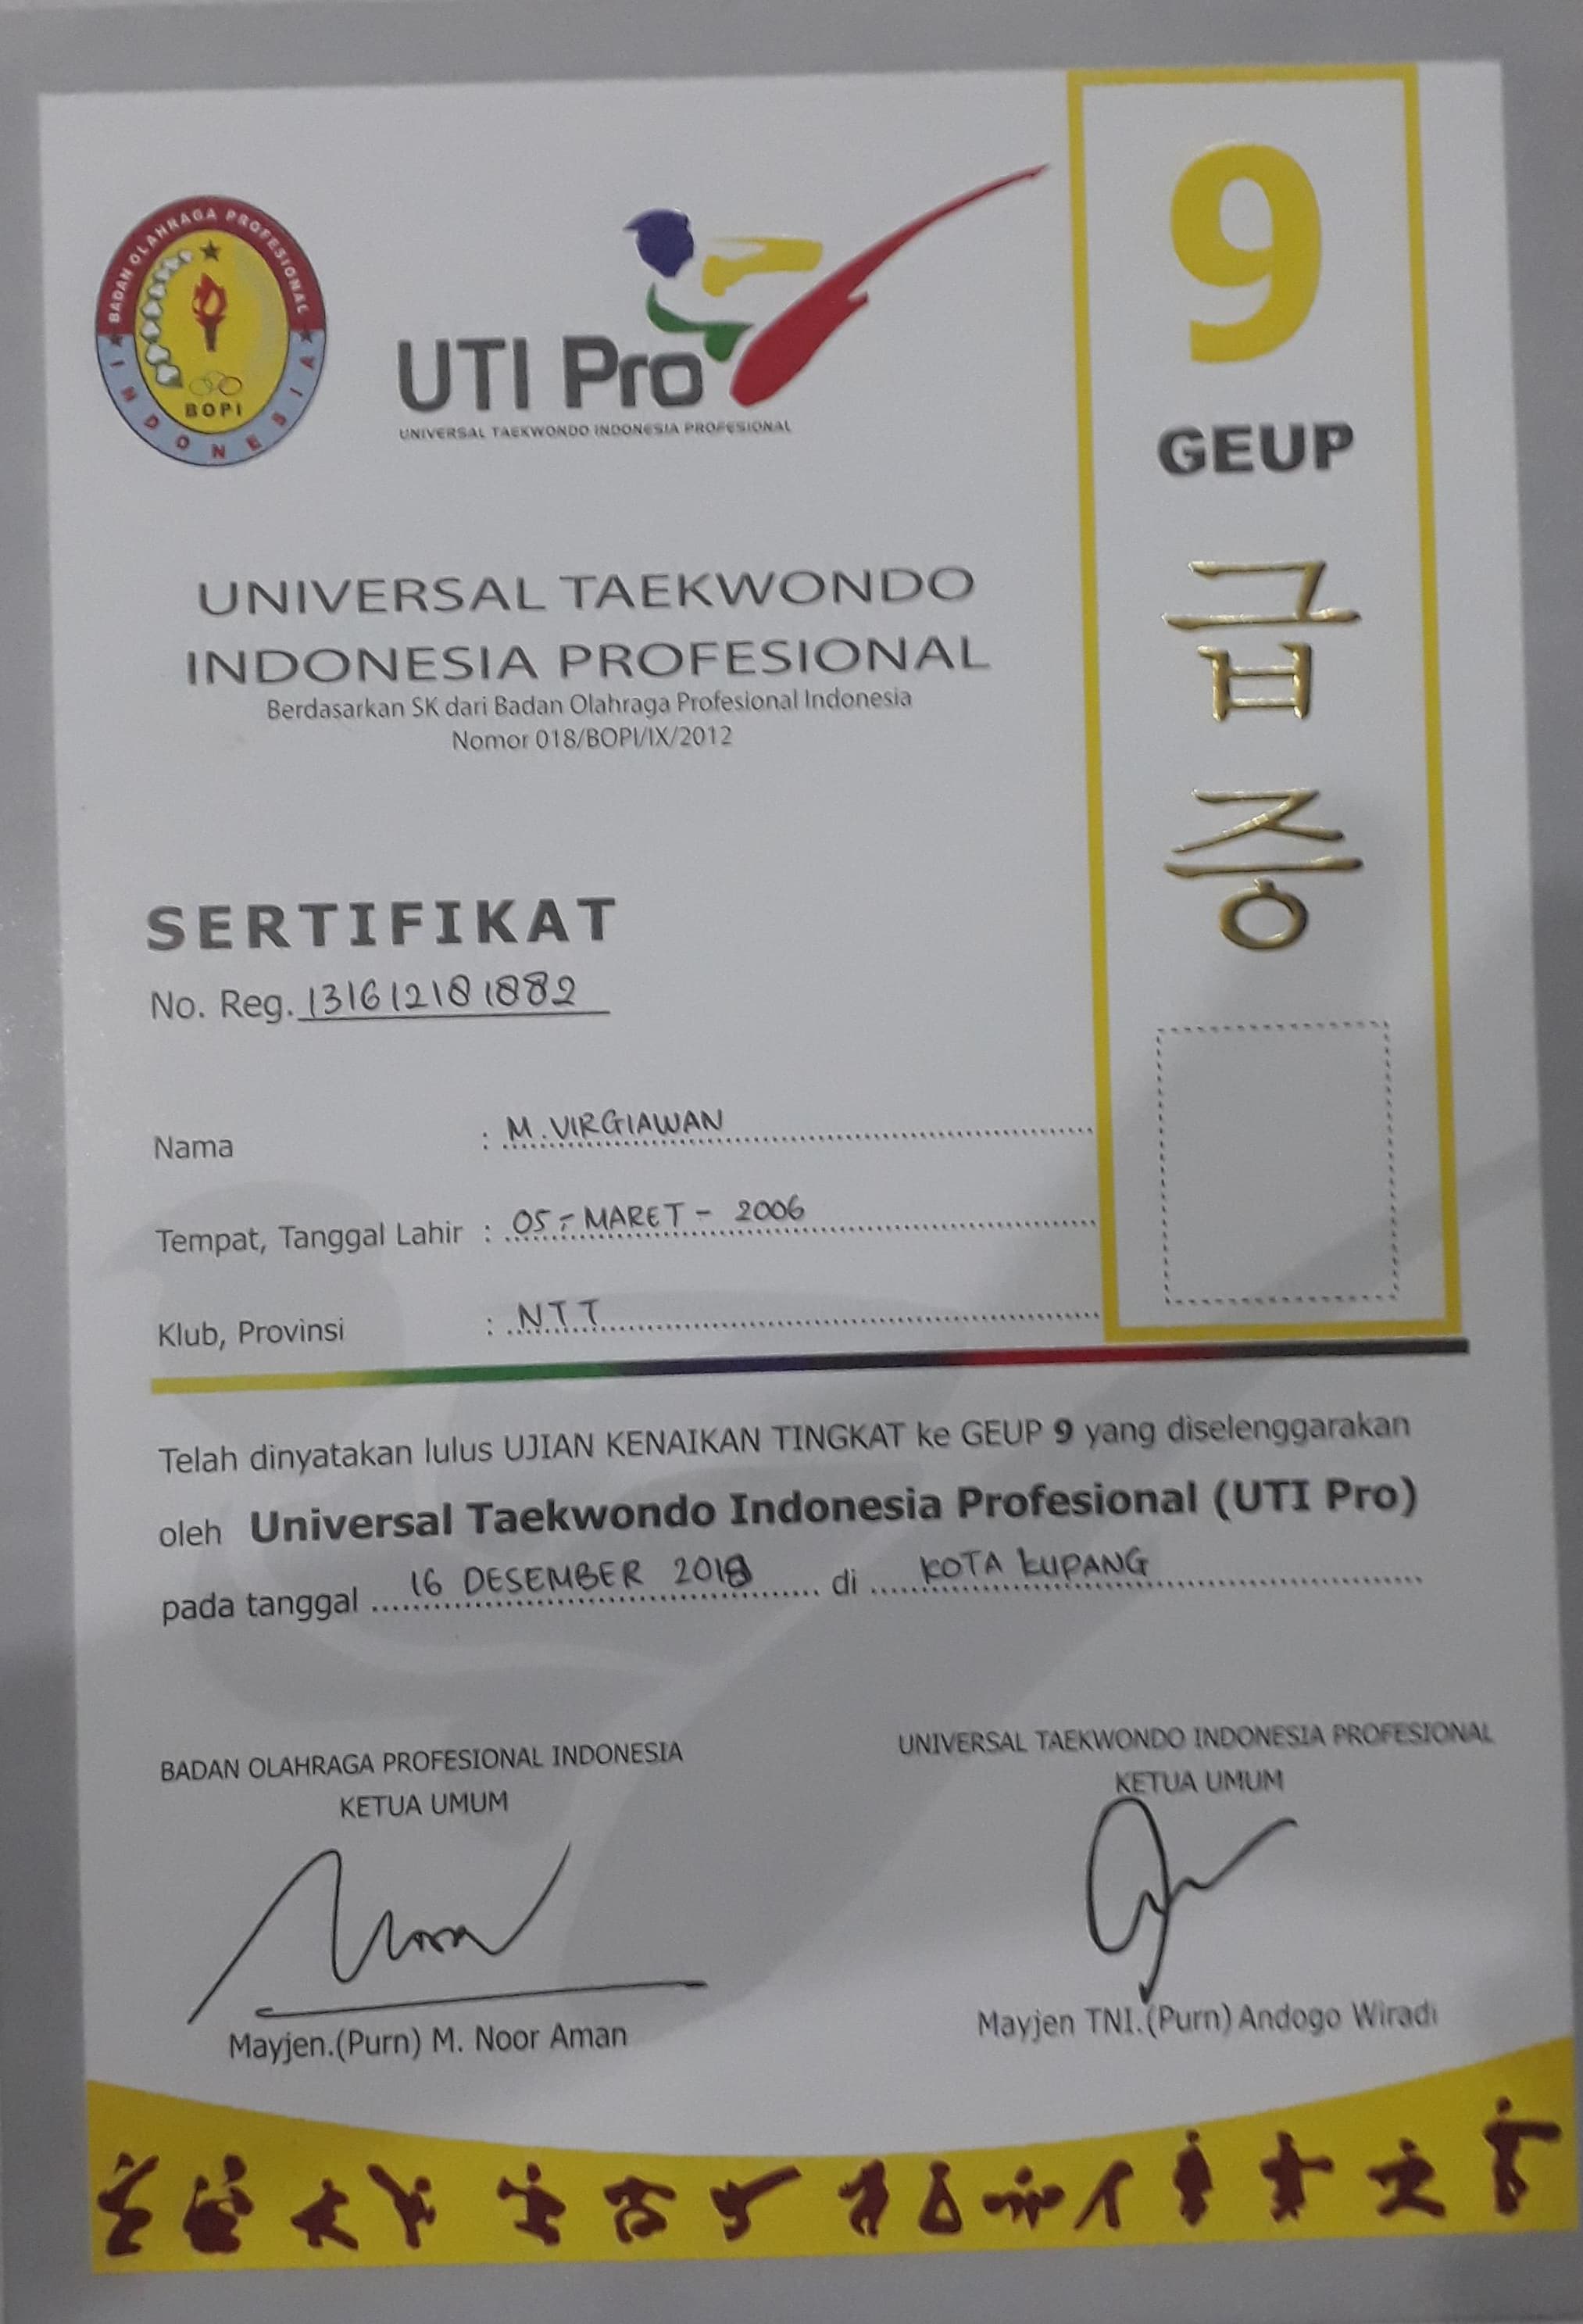 BADAN OLAHRAGA PROFESIONAL
INDONESIA
BOPI
UTI Pro
UNIVERSAL TAEKWONDO INDONESIA PROFESIONAL
9
GEUP
급
증
UNIVERSAL TAEKWONDO
INDONESIA PROFESIONAL
Berdasarkan SK dari Badan Olahraga Profesional Indonesia
Nomor 018/BOPI/IX/2012
SERTIFIKAT
No. Reg. 131612181882
Nama : M. VIRGIAWAN
Tempat, Tanggal Lahir : 05 - MARET - 2006
Klub, Provinsi : NTT
Telah dinyatakan lulus UJIAN KENAIKAN TINGKAT ke GEUP 9 yang diselenggarakan
oleh Universal Taekwondo Indonesia Profesional (UTI Pro)
pada tanggal 16 DESEMBER 2018 di KOTA KUPANG
BADAN OLAHRAGA PROFESIONAL INDONESIA
KETUA UMUM
Mayjen.(Purn) M. Noor Aman
UNIVERSAL TAEKWONDO INDONESIA PROFESIONAL
KETUA UMUM
Mayjen TNI.(Purn) Andogo Wiradi